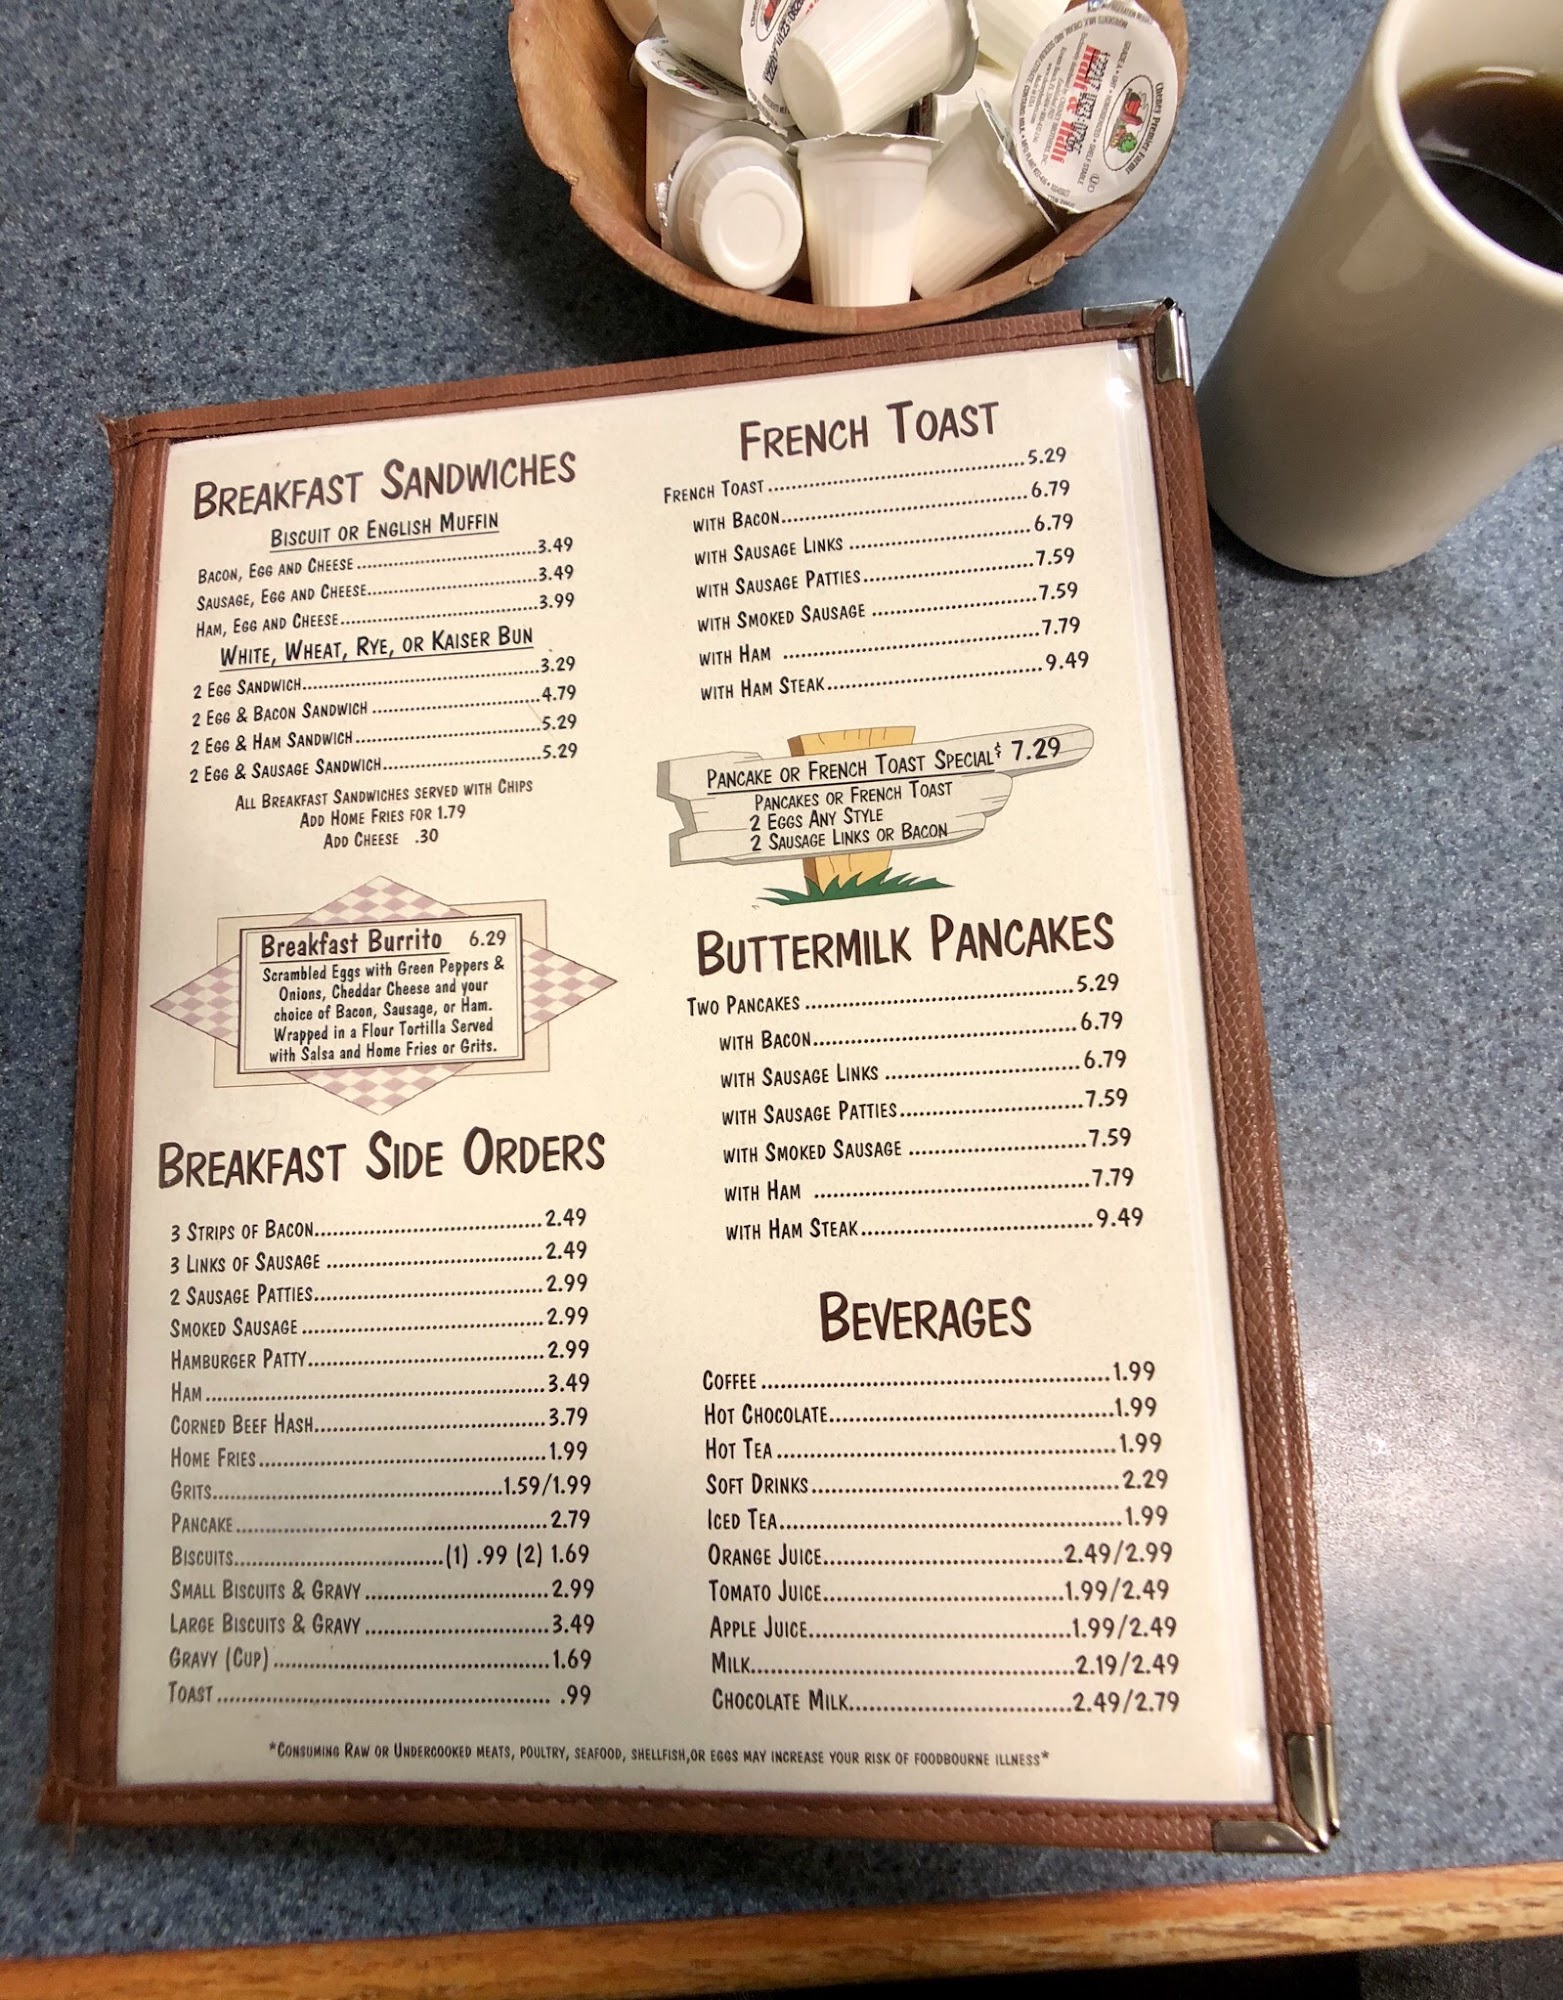 Cheney Premier Farms
Half & Half
BREAKFAST SANDWICHES
BISCUIT OR ENGLISH MUFFIN
BACON, EGG AND CHEESE....................3.49
SAUSAGE, EGG AND CHEESE....................3.49
HAM, EGG AND CHEESE....................3.99
WHITE, WHEAT, RYE, OR KAISER BUN
2 EGG SANDWICH....................3.29
2 EGG & BACON SANDWICH....................4.79
2 EGG & HAM SANDWICH....................5.29
2 EGG & SAUSAGE SANDWICH....................5.29
ALL BREAKFAST SANDWICHES SERVED WITH CHIPS
ADD HOME FRIES FOR 1.79
ADD CHEESE .30
Breakfast Burrito 6.29
Scrambled Eggs with Green Peppers &
Onions, Cheddar Cheese and your
choice of Bacon, Sausage, or Ham.
Wrapped in a Flour Tortilla Served
with Salsa and Home Fries or Grits.
BREAKFAST SIDE ORDERS
3 STRIPS OF BACON....................2.49
3 LINKS OF SAUSAGE....................2.49
2 SAUSAGE PATTIES....................2.99
SMOKED SAUSAGE....................2.99
HAMBURGER PATTY....................2.99
HAM....................3.49
CORNED BEEF HASH....................3.79
HOME FRIES....................1.99
GRITS....................1.59/1.99
PANCAKE....................2.79
BISCUITS....................(1) .99 (2) 1.69
SMALL BISCUITS & GRAVY....................2.99
LARGE BISCUITS & GRAVY....................3.49
GRAVY (CUP)....................1.69
TOAST.................... .99
FRENCH TOAST
FRENCH TOAST....................5.29
WITH BACON....................6.79
WITH SAUSAGE LINKS....................6.79
WITH SAUSAGE PATTIES....................7.59
WITH SMOKED SAUSAGE....................7.59
WITH HAM....................7.79
WITH HAM STEAK....................9.49
PANCAKE OR FRENCH TOAST SPECIAL $ 7.29
PANCAKES OR FRENCH TOAST
2 EGGS ANY STYLE
2 SAUSAGE LINKS OR BACON
BUTTERMILK PANCAKES
TWO PANCAKES....................5.29
WITH BACON....................6.79
WITH SAUSAGE LINKS....................6.79
WITH SAUSAGE PATTIES....................7.59
WITH SMOKED SAUSAGE....................7.59
WITH HAM....................7.79
WITH HAM STEAK....................9.49
BEVERAGES
COFFEE....................1.99
HOT CHOCOLATE....................1.99
HOT TEA....................1.99
SOFT DRINKS....................2.29
ICED TEA....................1.99
ORANGE JUICE....................2.49/2.99
TOMATO JUICE....................1.99/2.49
APPLE JUICE....................1.99/2.49
MILK....................2.19/2.49
CHOCOLATE MILK....................2.49/2.79
*CONSUMING RAW OR UNDERCOOKED MEATS, POULTRY, SEAFOOD, SHELLFISH,OR EGGS MAY INCREASE YOUR RISK OF FOODBOURNE ILLNESS*